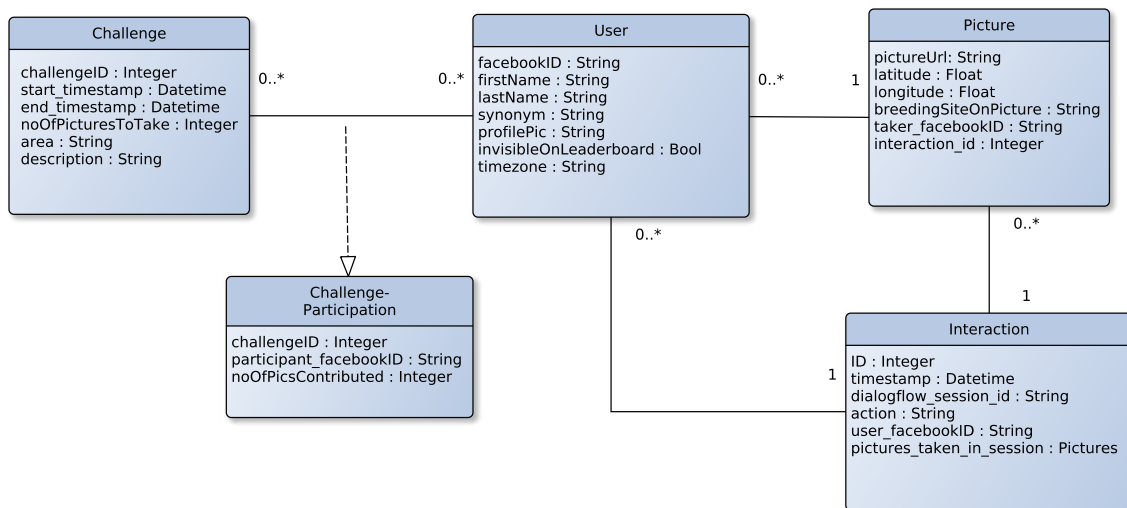 Challenge
challengeID : Integer
start_timestamp : Datetime
end_timestamp : Datetime
noOfPicturesToTake : Integer
area : String
description : String
0..*
0..*
User
facebookID : String
firstName : String
lastName : String
synonym : String
profilePic : String
invisibleOnLeaderboard : Bool
timezone : String
0..*
1
Picture
pictureUrl: String
latitude : Float
longitude : Float
breedingSiteOnPicture : String
taker_facebookID : String
interaction_id : Integer
0..*
0..*
Challenge-
Participation
challengeID : Integer
participant_facebookID : String
noOfPicsContributed : Integer
1
1
Interaction
ID : Integer
timestamp : Datetime
dialogflow_session_id : String
action : String
user_facebookID : String
pictures_taken_in_session : Pictures